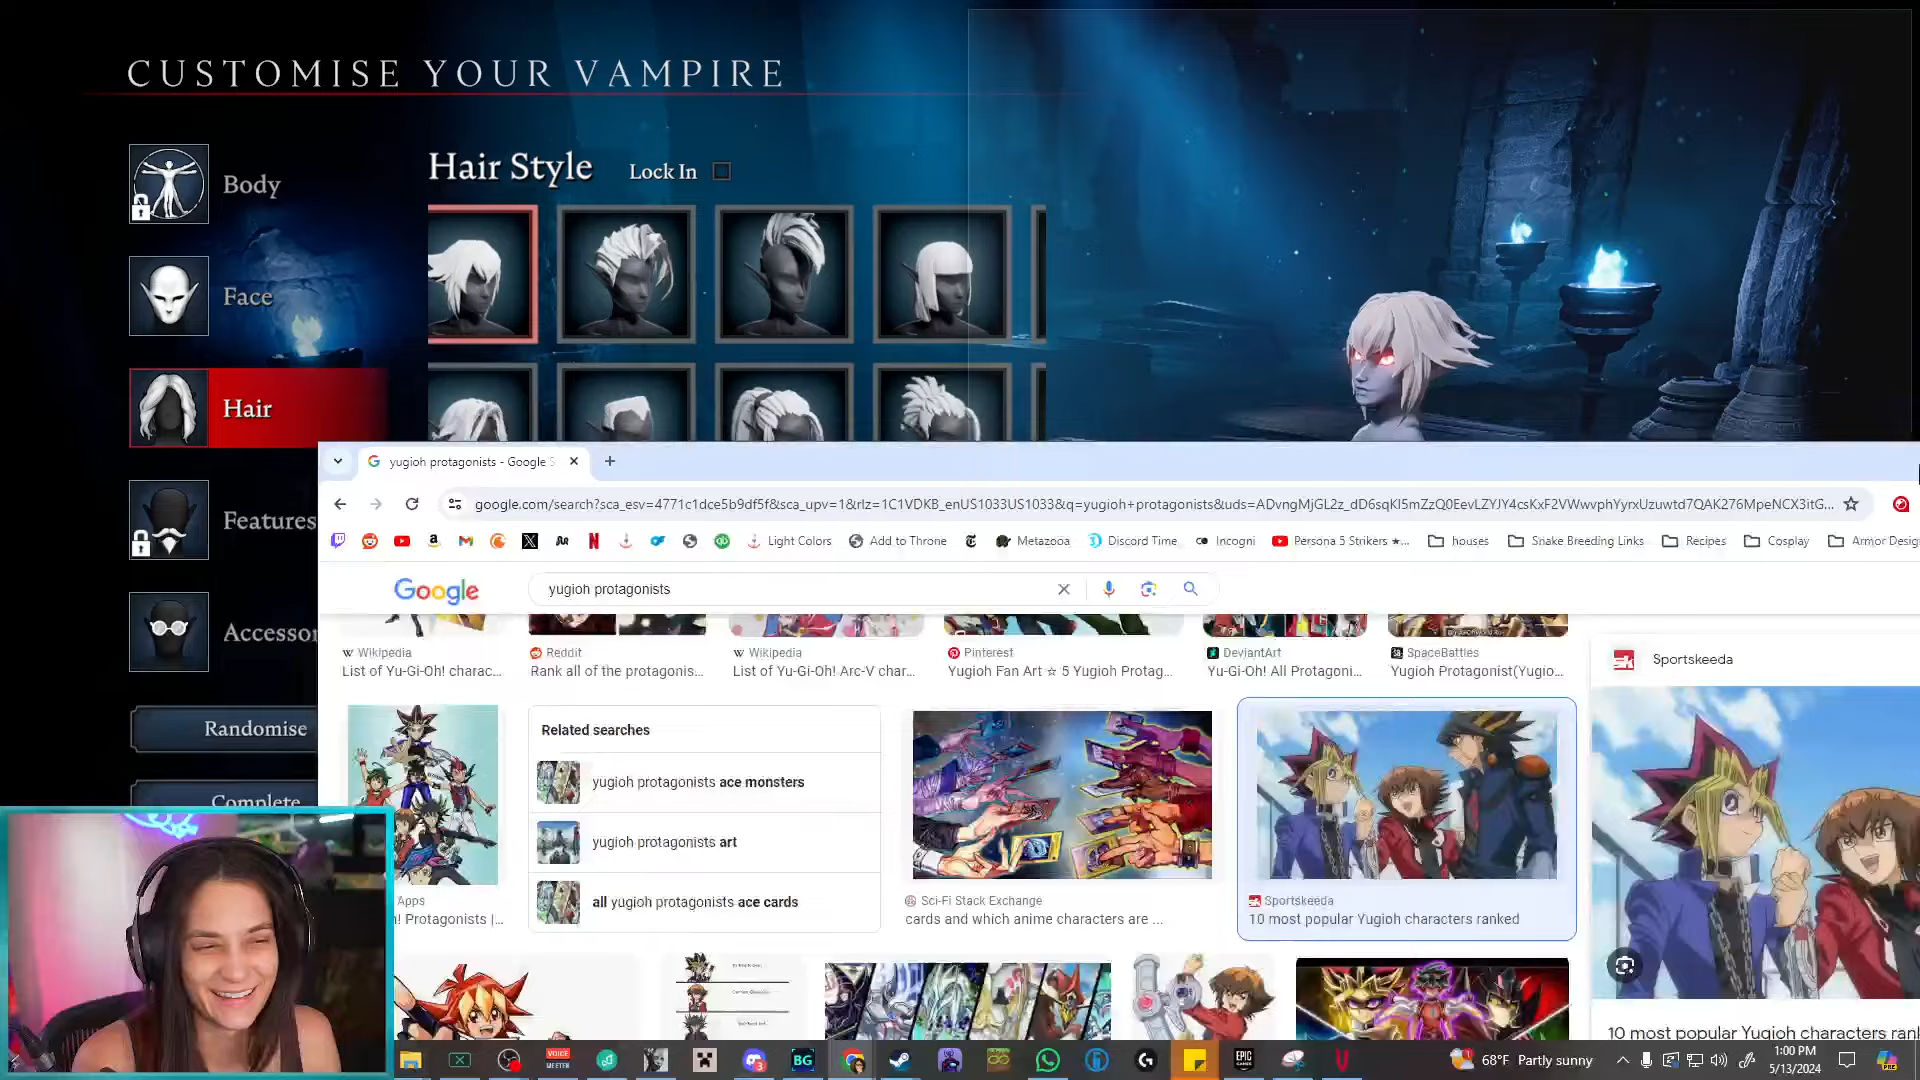 CUSTOMISE YOUR VAMPIRE
Body
Face
Hair
Features
Accessor
Randomise
Complete
Hair Style
Lock In
yugioh protagonists - Google S
google.com/search?sca_esv=4771c1dce5b9df5f&sca_upv=1&rlz=1C1VDKB_enUS1033US1033&q=yugioh+protagonists&uds=ADvngMjGL2z_dD6sqKI5mZzQ0EevLZYJY4csKxF2VWwvphYyrxUzuwtd7QAK276MpeNCX3itG...
Light Colors
Add to Throne
Metazooa
Discord Time
Incogni
Persona 5 Strikers ★...
houses
Snake Breeding Links
Recipes
Cosplay
Armor Desig
Google
yugioh protagonists
Wikipedia
List of Yu-Gi-Oh! charac...
Reddit
Rank all of the protagonis...
Wikipedia
List of Yu-Gi-Oh! Arc-V char...
Pinterest
Yugioh Fan Art ☆ 5 Yugioh Protag...
DeviantArt
Yu-Gi-Oh! All Protagoni...
SpaceBattles
Yugioh Protagonist(Yugio...
Apps
h! Protagonists |...
Related searches
yugioh protagonists ace monsters
yugioh protagonists art
all yugioh protagonists ace cards
Sci-Fi Stack Exchange
cards and which anime characters are ...
Sportskeeda
10 most popular Yugioh characters ranked
Sportskeeda
10 most popular Yugioh characters ran
VOICE
MEETER
BG
3
EPIC
GAMES
68°F Partly sunny
1:00 PM
5/13/2024
PRE